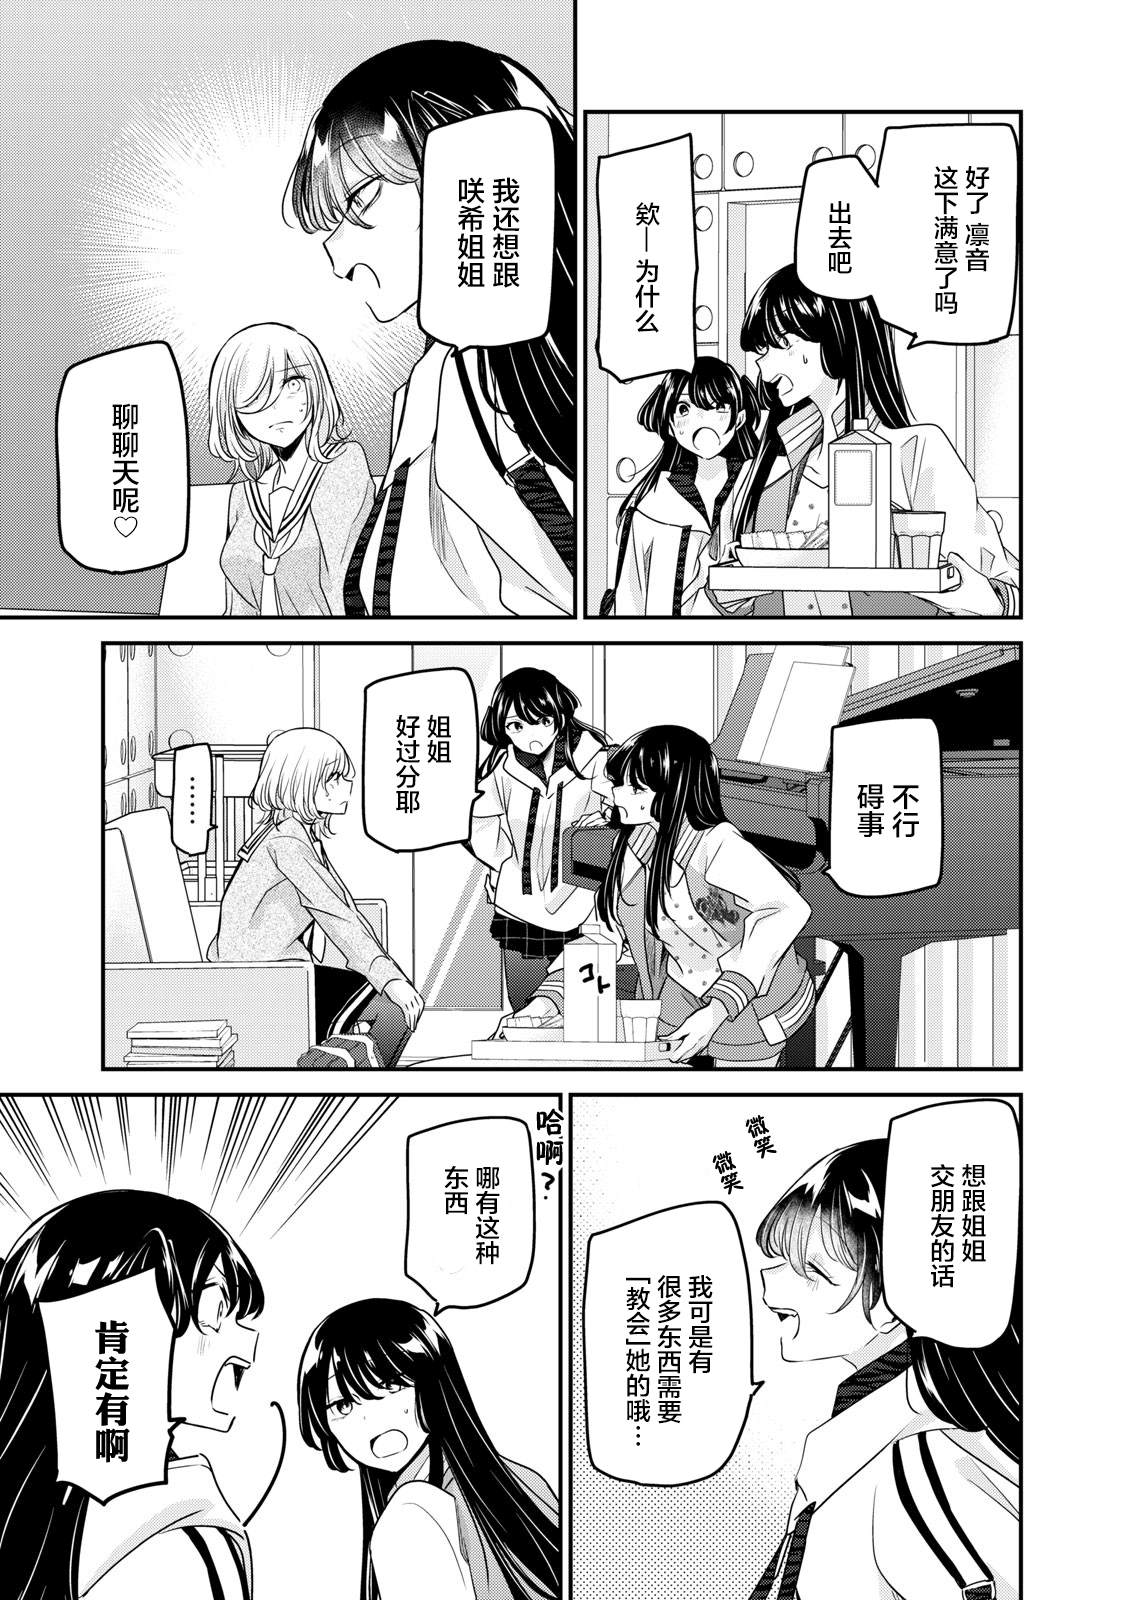 好了 凛音
这下满意了吗
出去吧
欸—为什么
我还想跟
咲希姐姐
聊聊天呢♡
不行
碍事
姐姐
好过分耶
……
コト
想跟姐姐
交朋友的话
微笑
微笑
我可是有
很多东西需要
「教会」她的哦…
哈啊?
哪有这种
东西
肯定有啊